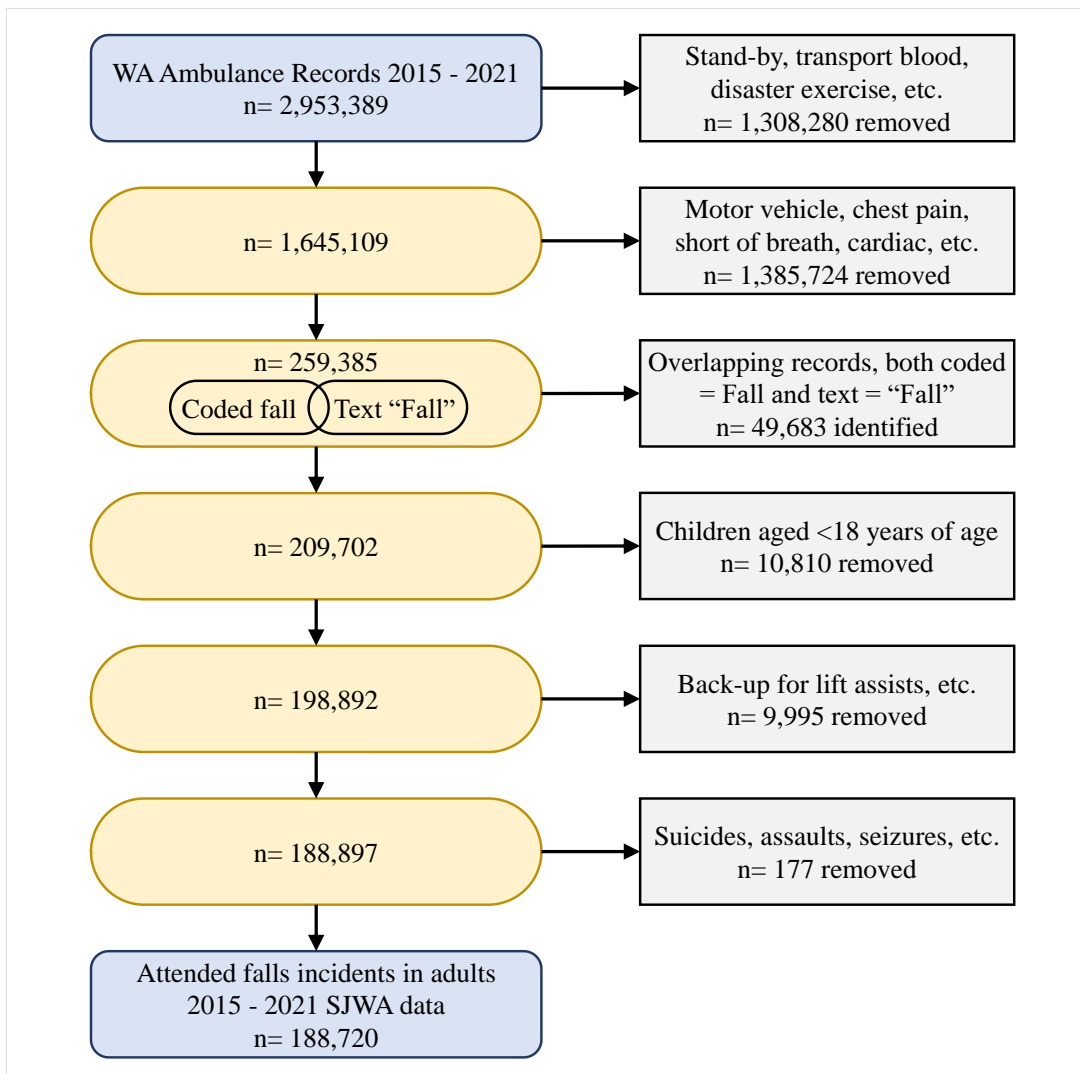 WA Ambulance Records 2015 - 2021
n= 2,953,389
Stand-by, transport blood,
disaster exercise, etc.
n= 1,308,280 removed
n= 1,645,109
Motor vehicle, chest pain,
short of breath, cardiac, etc.
n= 1,385,724 removed
n= 259,385
Coded fall
Text “Fall”
Overlapping records, both coded
= Fall and text = “Fall”
n= 49,683 identified
n= 209,702
Children aged <18 years of age
n= 10,810 removed
n= 198,892
Back-up for lift assists, etc.
n= 9,995 removed
n= 188,897
Suicides, assaults, seizures, etc.
n= 177 removed
Attended falls incidents in adults
2015 - 2021 SJWA data
n= 188,720